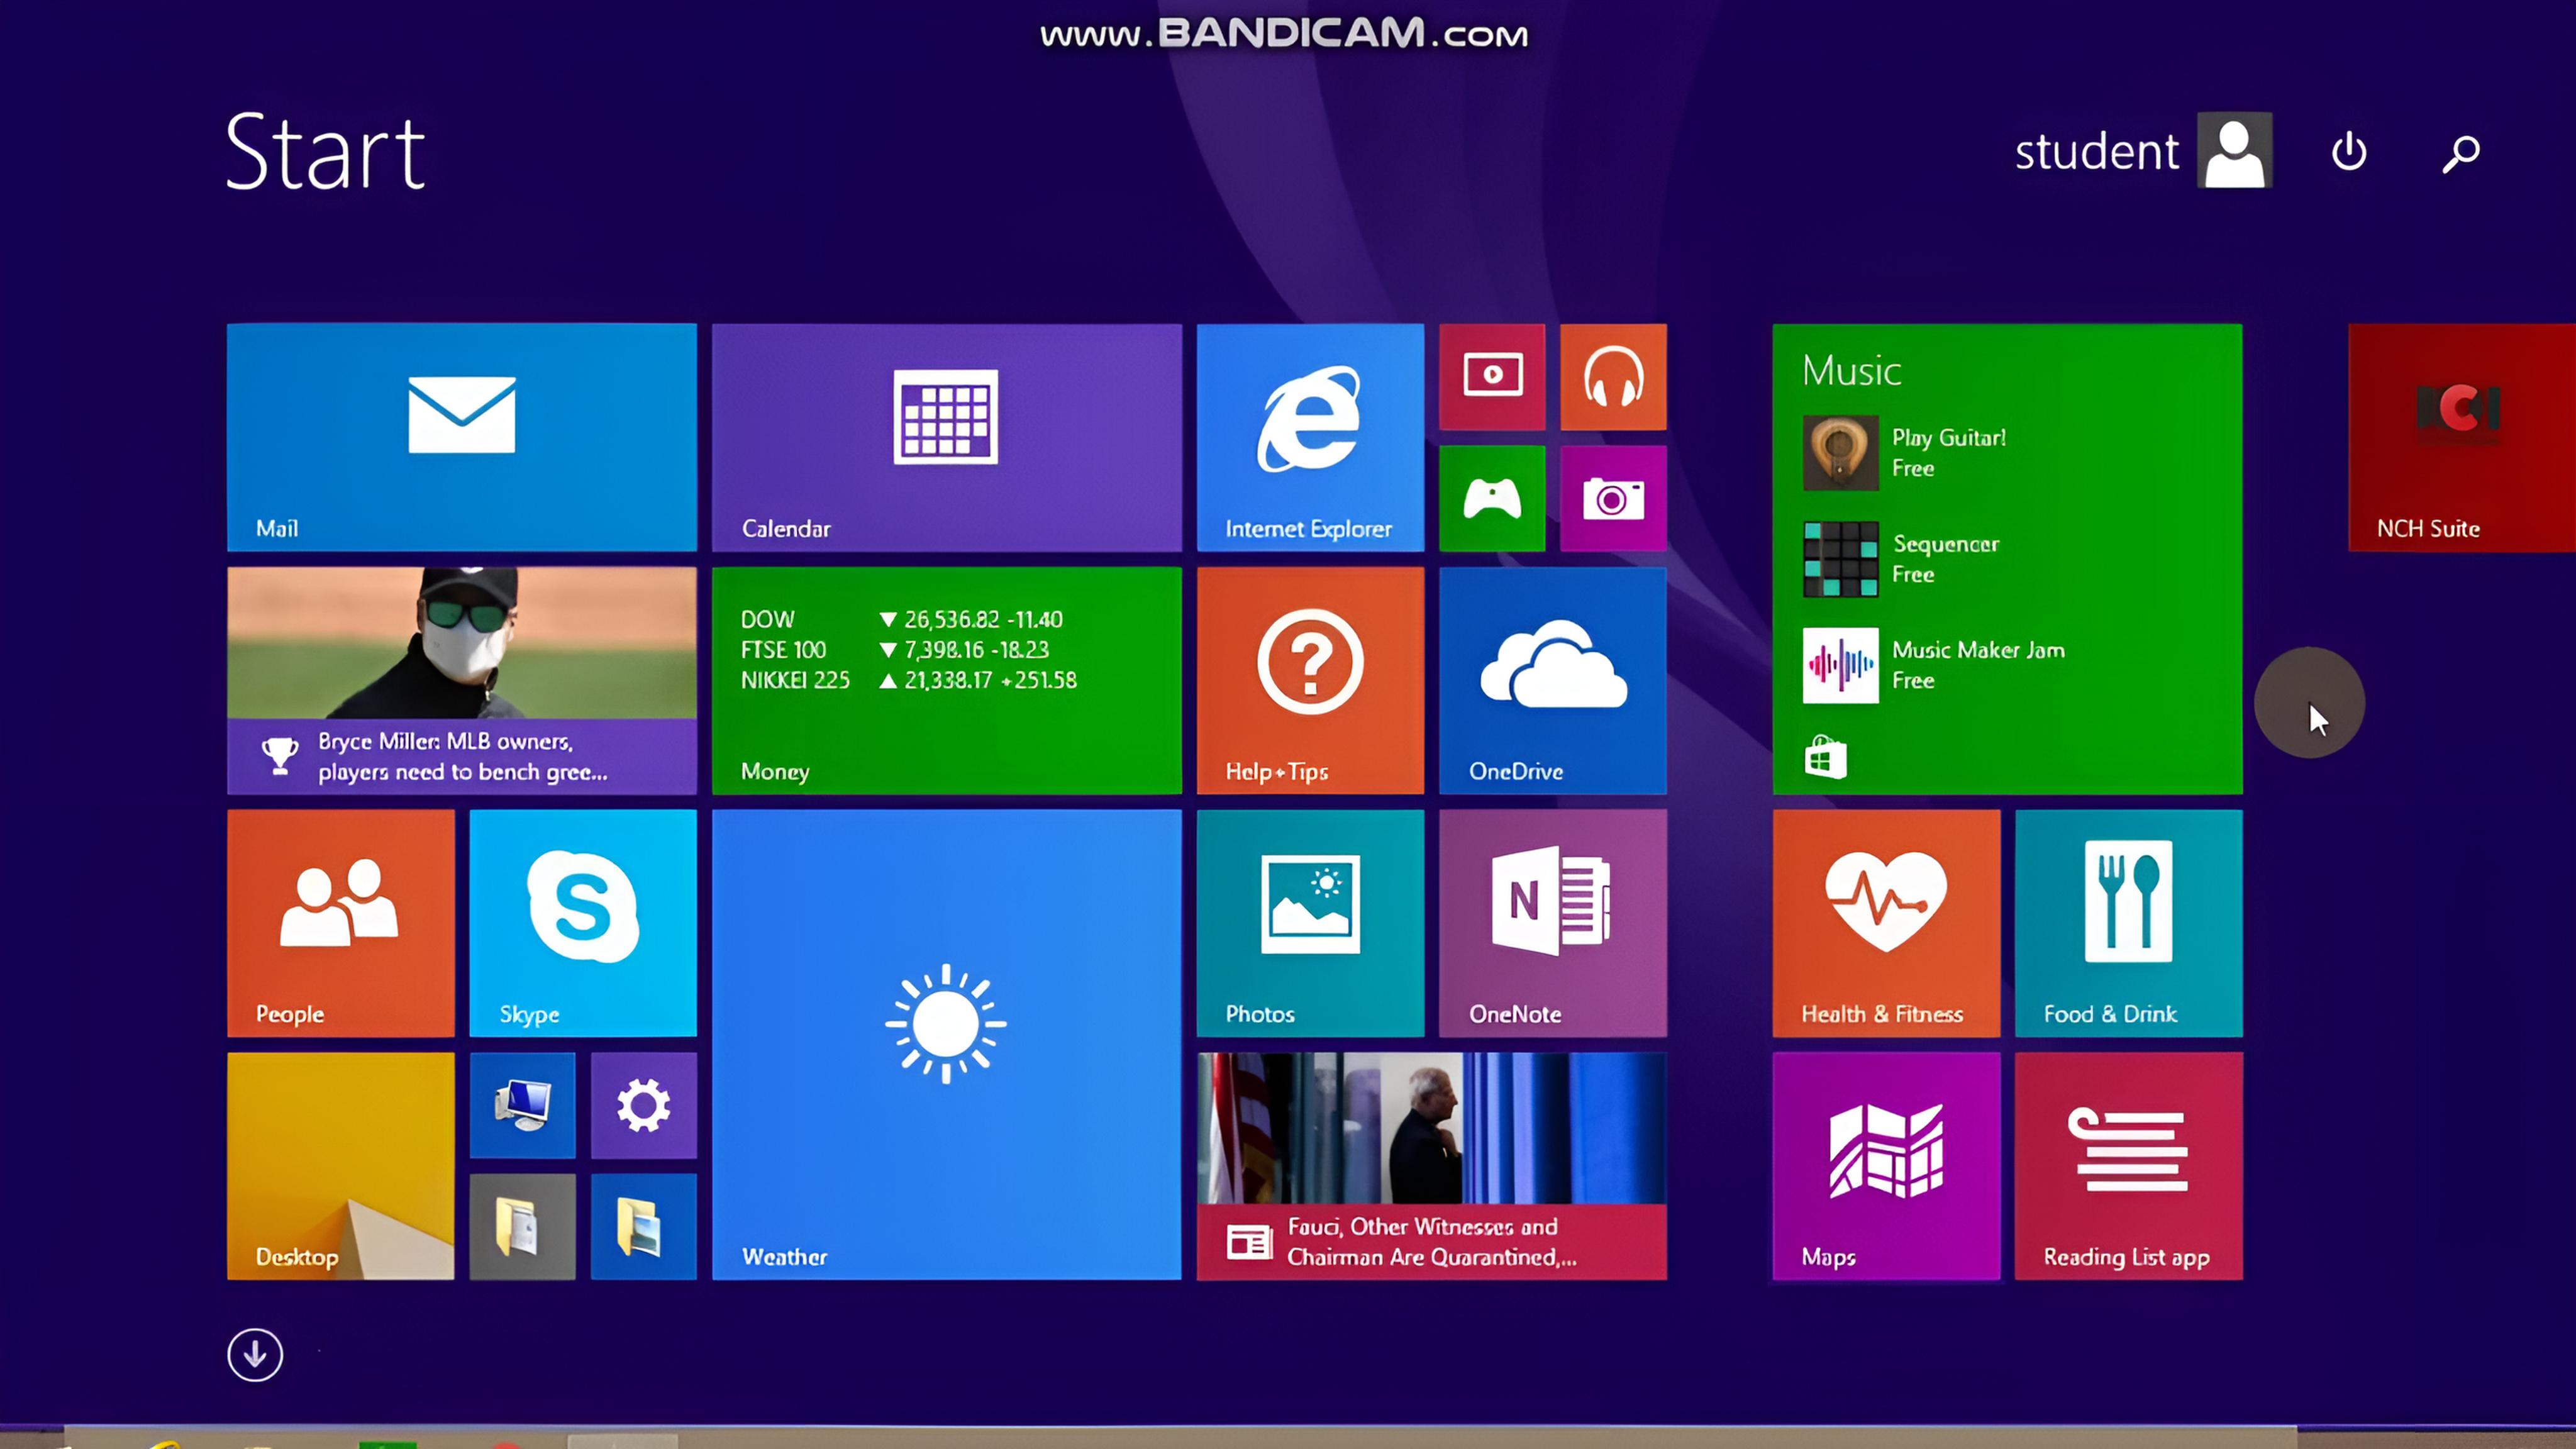 www.BANDICAM.com
Start
student
Mail
Calendar
Internet Explorer
Music
Play Guitar!
Free
Sequencer
Free
Music Maker Jam
Free
NCH Suite
Bryce Miller: MLB owners,
players need to bench gree...
DOW ▼ 26,536.82 -11.40
FTSE 100 ▼ 7,398.16 -18.23
NIKKEI 225 ▲ 21,338.17 +251.58
Money
Help+Tips
OneDrive
People
Skype
Weather
Photos
OneNote
Health & Fitness
Food & Drink
Desktop
Fauci, Other Witnesses and
Chairman Are Quarantined,...
Maps
Reading List app